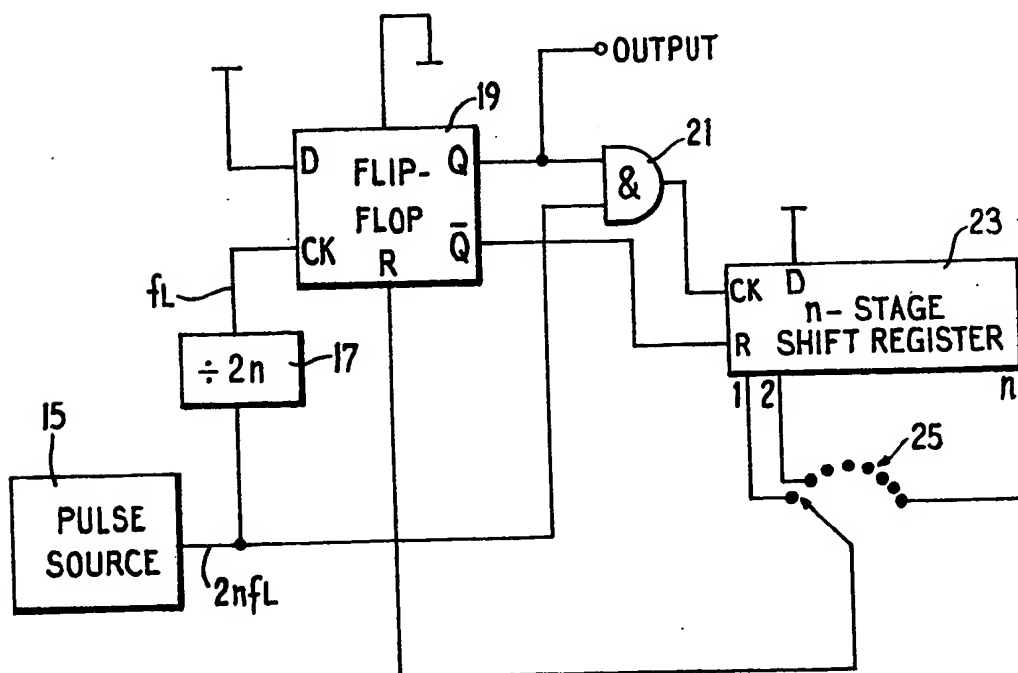 19
OUTPUT
21
D
FLIP-
FLOP
Q
Q̅
CK
R
&
23
fL
CK
D
n- STAGE
SHIFT REGISTER
R
÷ 2n
17
1
2
n
15
25
PULSE
SOURCE
2nfL